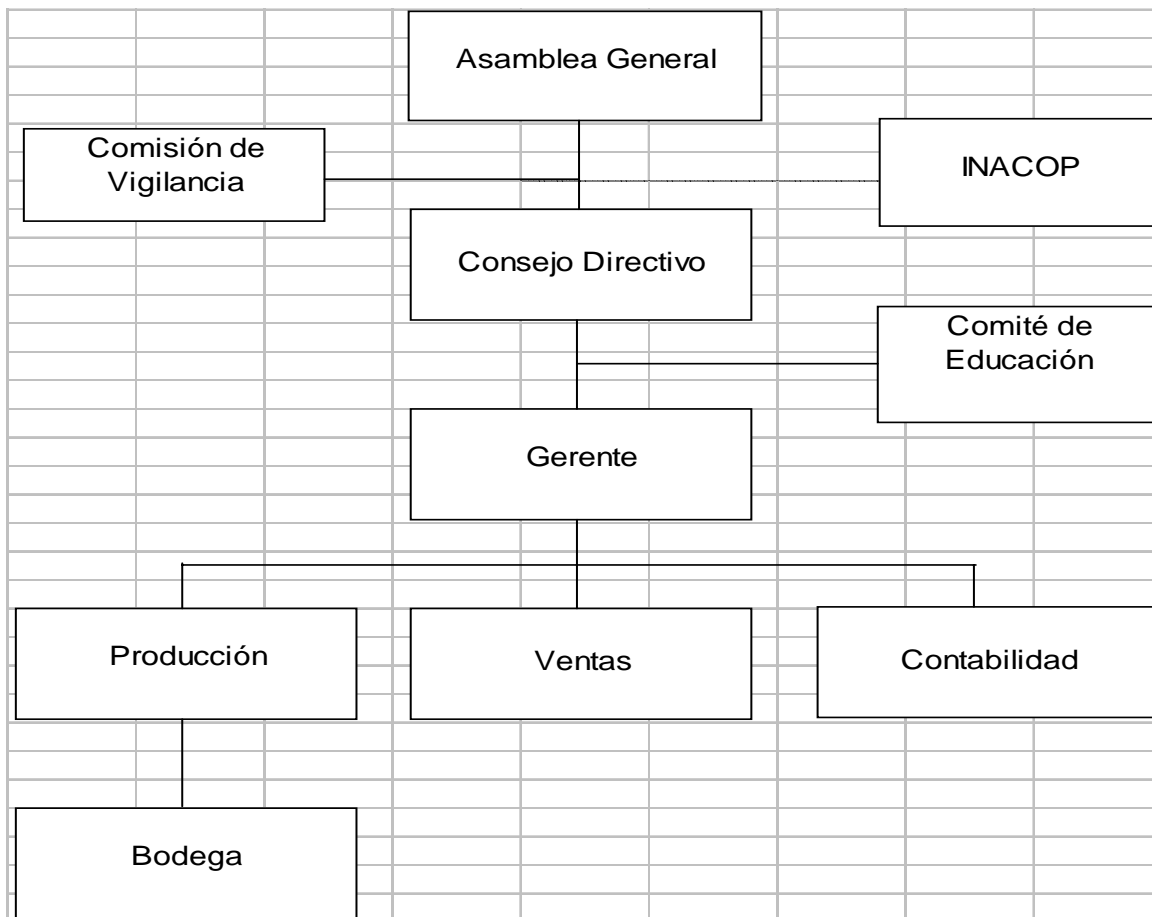 Asamblea General
Comisión de
Vigilancia
INACOP
Consejo Directivo
Comité de
Educación
Gerente
Producción
Ventas
Contabilidad
Bodega